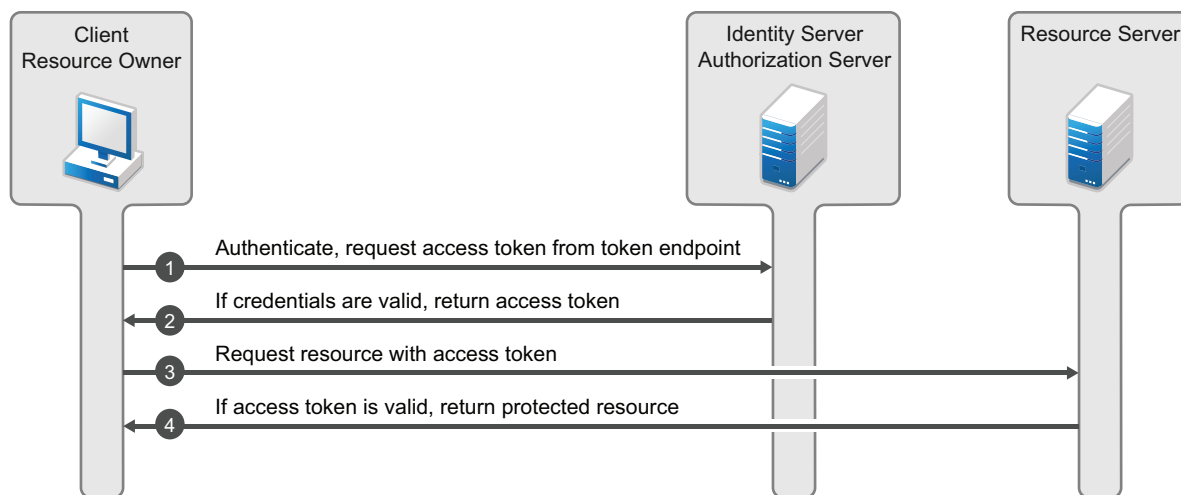 Client
Resource Owner
Identity Server
Authorization Server
Resource Server
1 Authenticate, request access token from token endpoint
2 If credentials are valid, return access token
3 Request resource with access token
4 If access token is valid, return protected resource